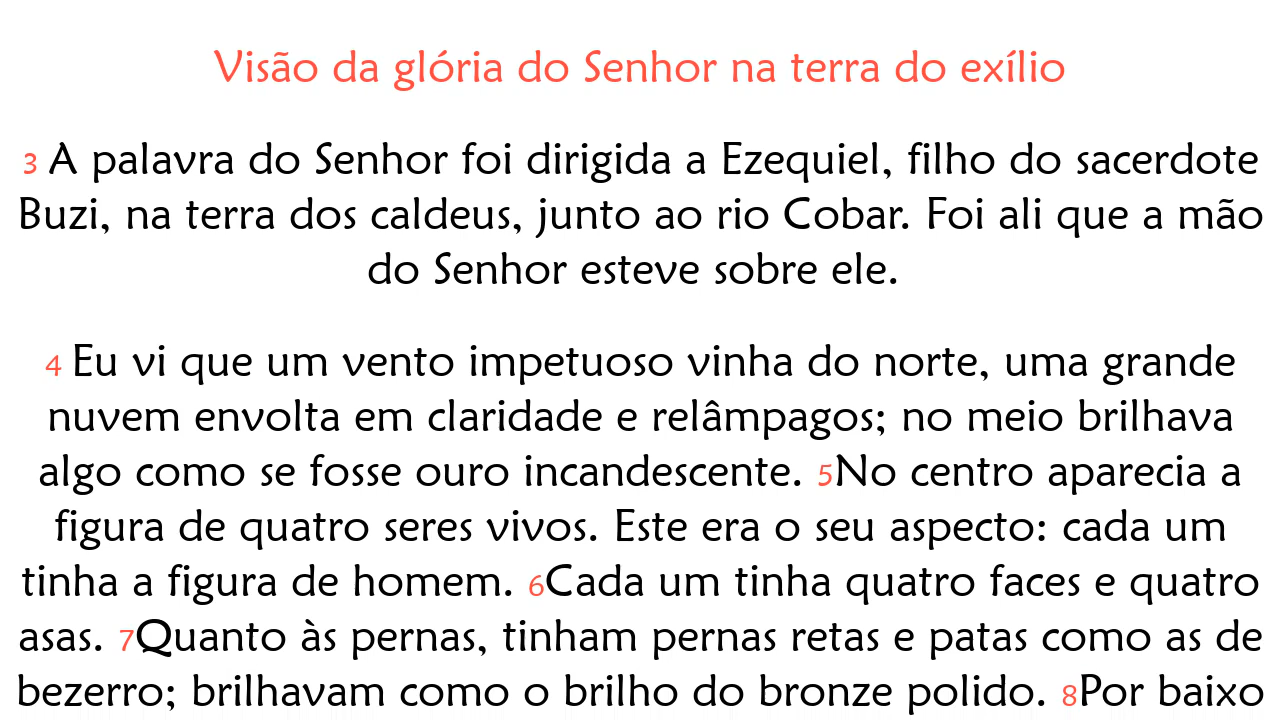 Visão da glória do Senhor na terra do exílio
3 A palavra do Senhor foi dirigida a Ezequiel, filho do sacerdote
Buzi, na terra dos caldeus, junto ao rio Cobar. Foi ali que a mão
do Senhor esteve sobre ele.
4 Eu vi que um vento impetuoso vinha do norte, uma grande
nuvem envolta em claridade e relâmpagos; no meio brilhava
algo como se fosse ouro incandescente. 5No centro aparecia a
figura de quatro seres vivos. Este era o seu aspecto: cada um
tinha a figura de homem. 6Cada um tinha quatro faces e quatro
asas. 7Quanto às pernas, tinham pernas retas e patas como as de
bezerro; brilhavam como o brilho do bronze polido. 8Por baixo